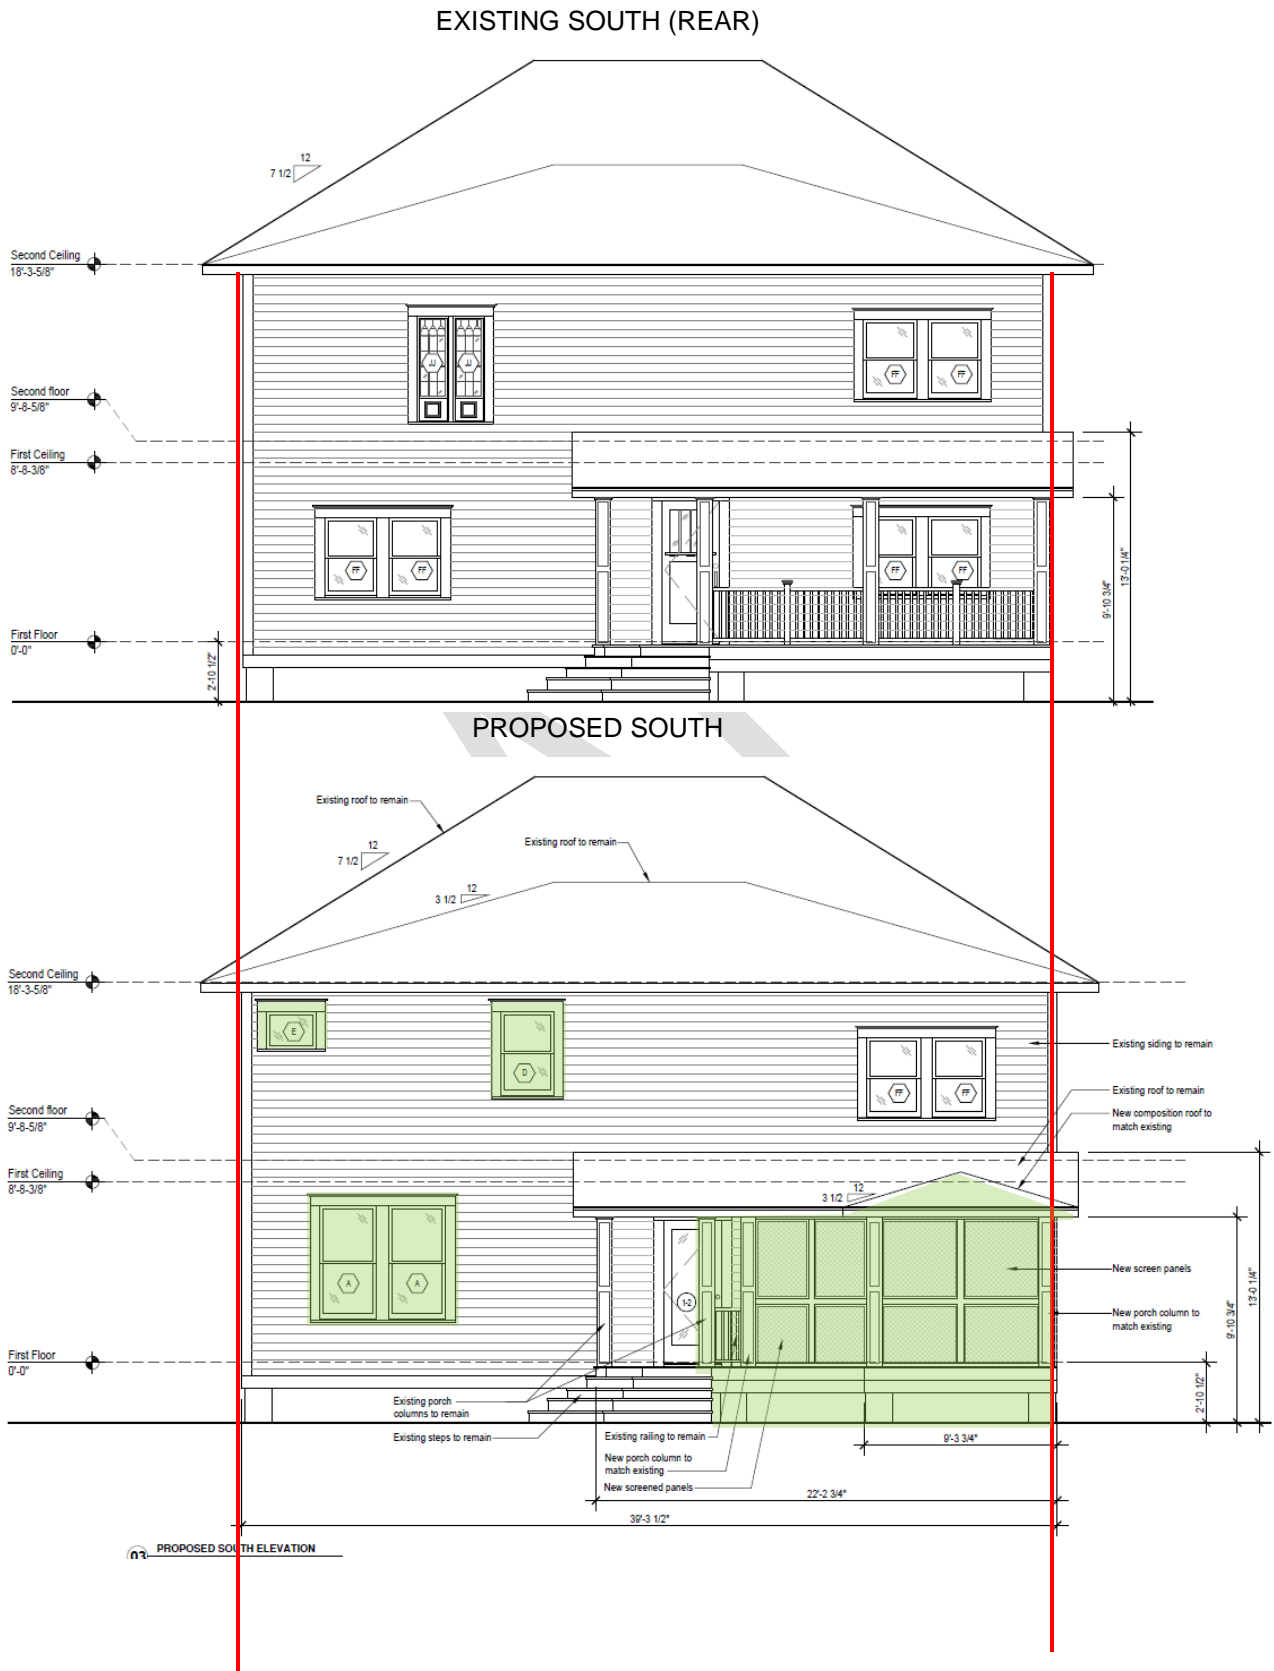 EXISTING SOUTH (REAR)
12
7 1/2
Second Ceiling
18'-3-5/8"
JJ
JJ
FF
FF
Second floor
9'-8-5/8"
First Ceiling
8'-8-3/8"
FF
FF
FF
FF
13'-0 1/4"
9'-10 3/4"
First Floor
0'-0"
2'-10 1/2"
PROPOSED SOUTH
Existing roof to remain
12
7 1/2
Existing roof to remain
12
3 1/2
Second Ceiling
18'-3-5/8"
E
D
FF
FF
Existing siding to remain
Existing roof to remain
New composition roof to
match existing
Second floor
9'-8-5/8"
First Ceiling
8'-8-3/8"
12
3 1/2
A
A
1-2
New screen panels
New porch column to
match existing
13'-0 1/4"
9'-10 3/4"
2'-10 1/2"
First Floor
0'-0"
Existing porch
columns to remain
Existing steps to remain
Existing railing to remain
New porch column to
match existing
New screened panels
9'-3 3/4"
22'-2 3/4"
39'-3 1/2"
03
PROPOSED SOUTH ELEVATION